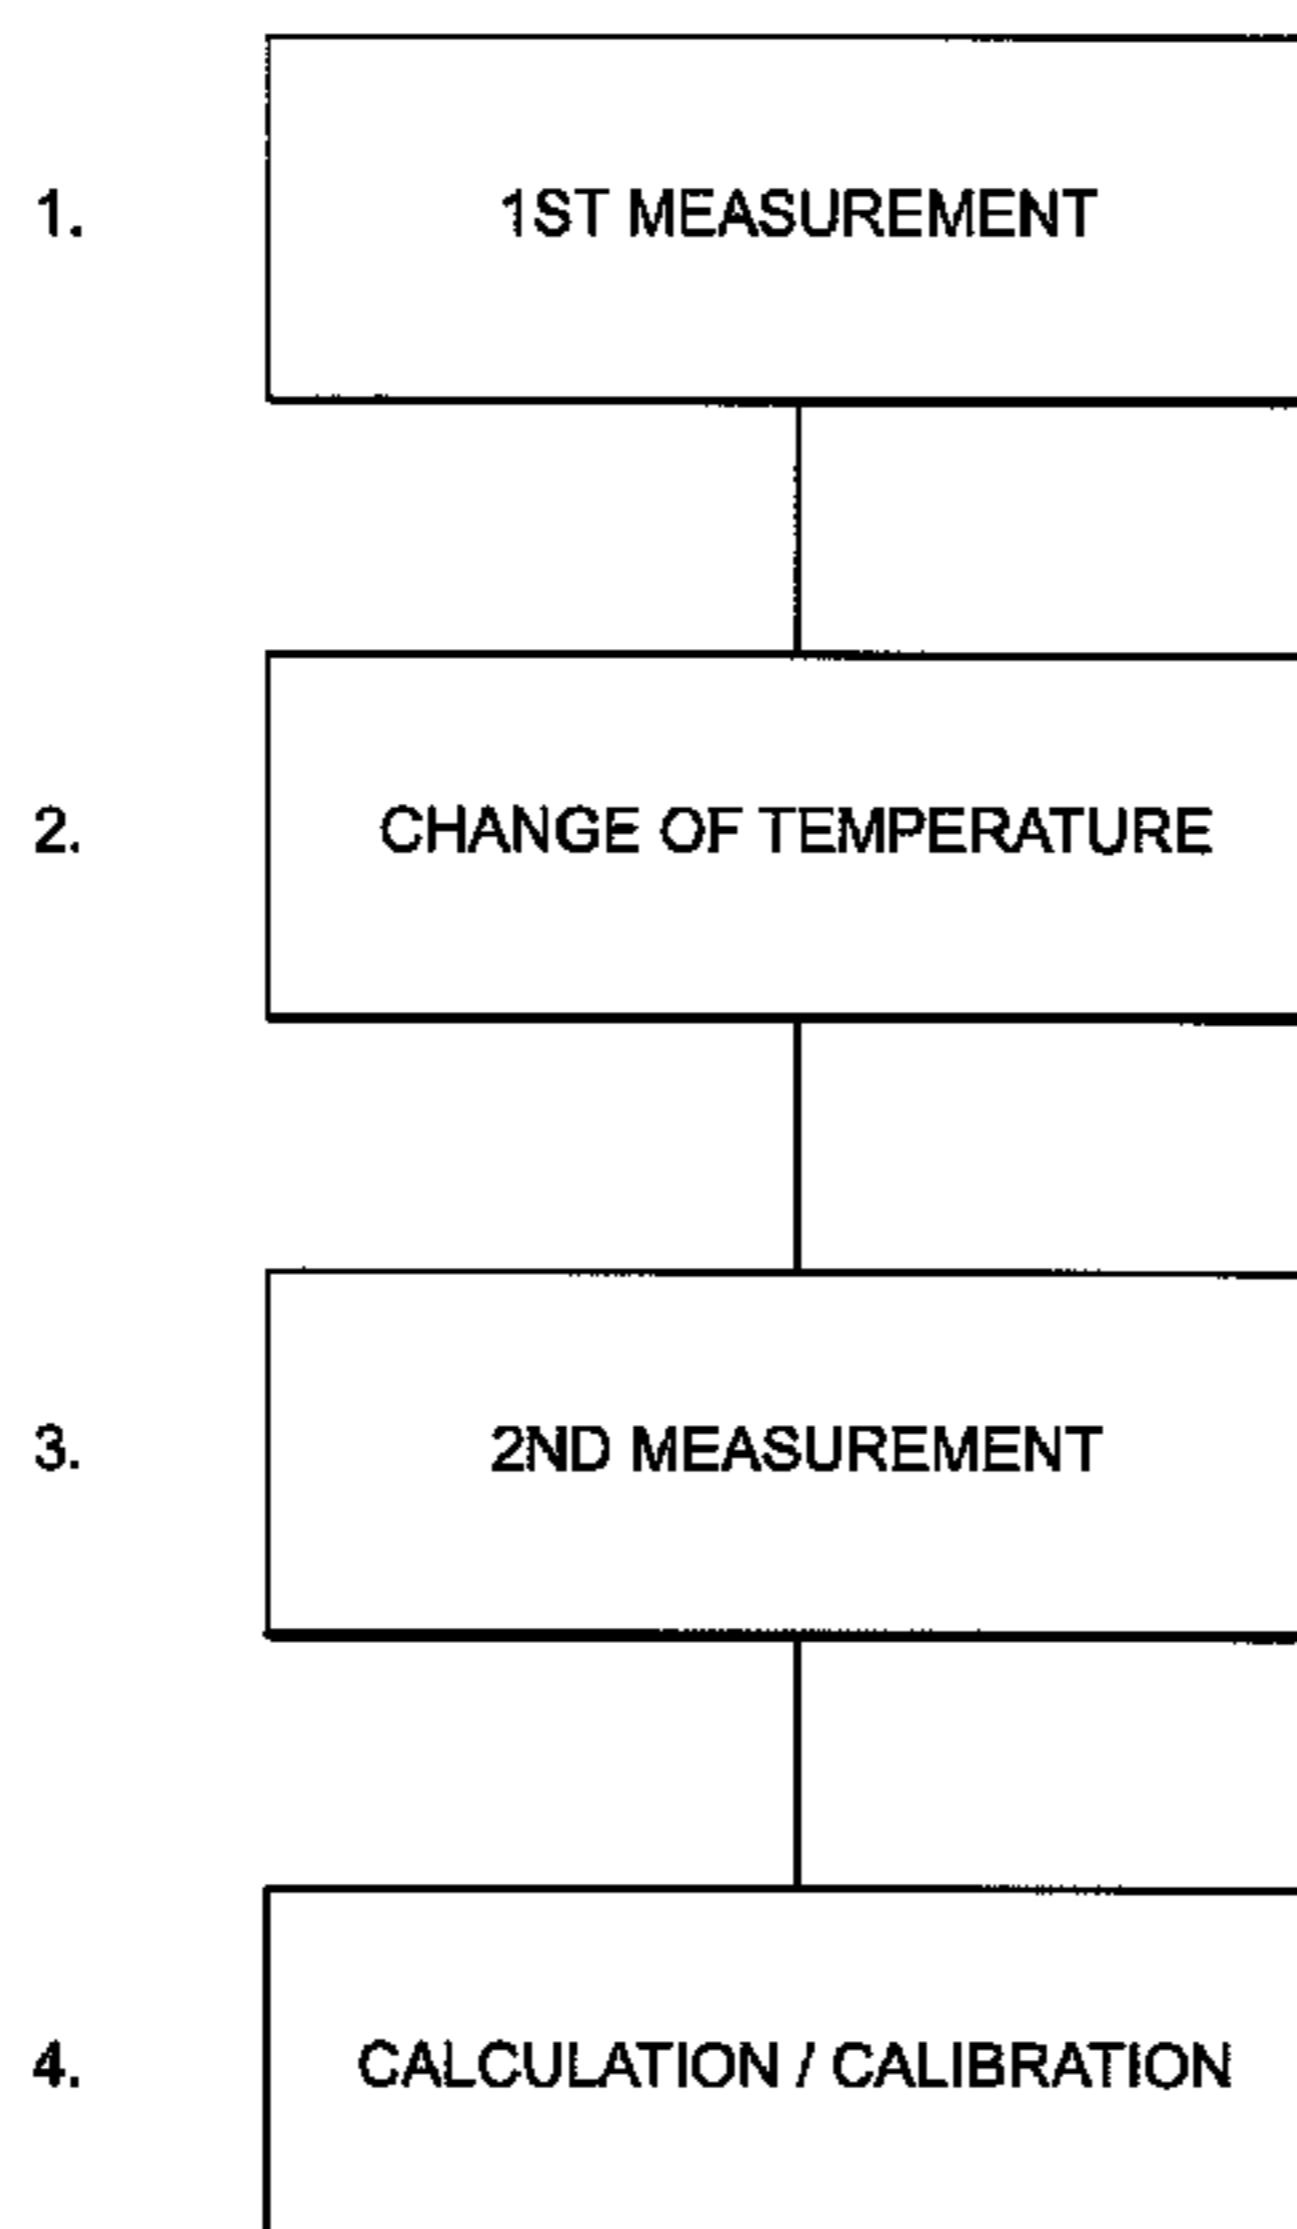 1. 1ST MEASUREMENT
2. CHANGE OF TEMPERATURE
3. 2ND MEASUREMENT
4. CALCULATION / CALIBRATION